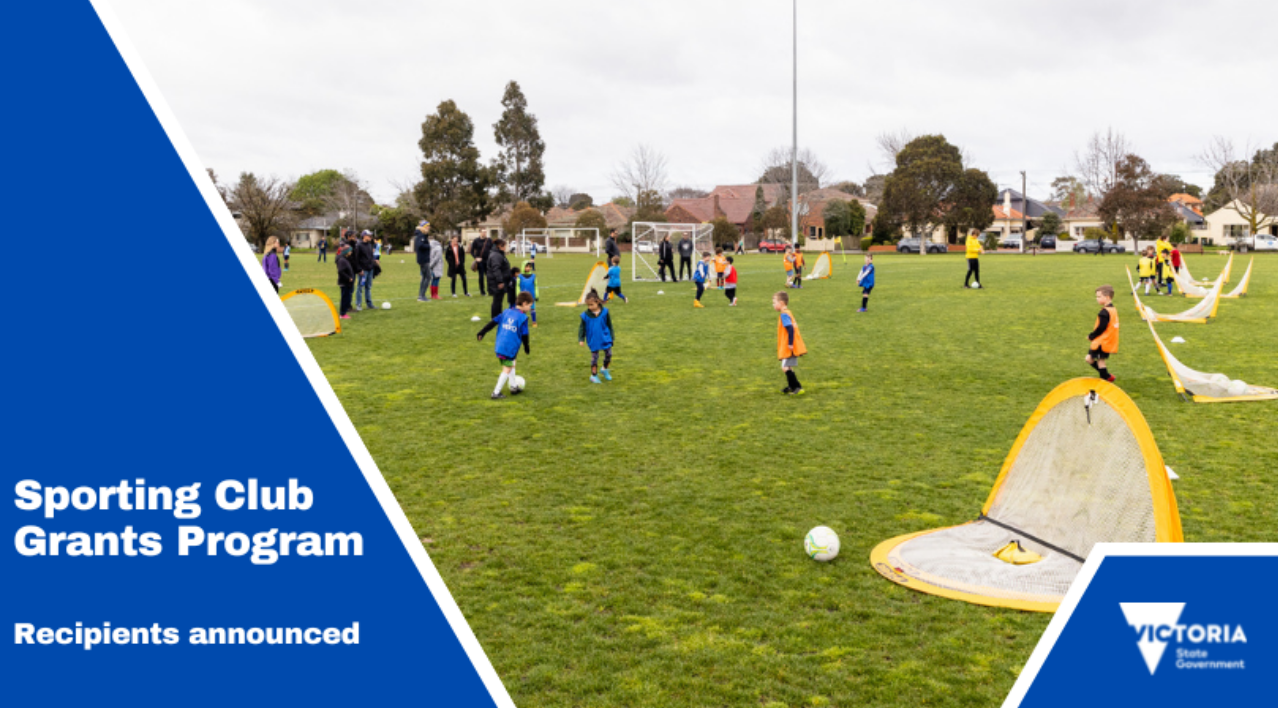 Sporting Club
Grants Program
Recipients announced
VICTORIA
State
Government